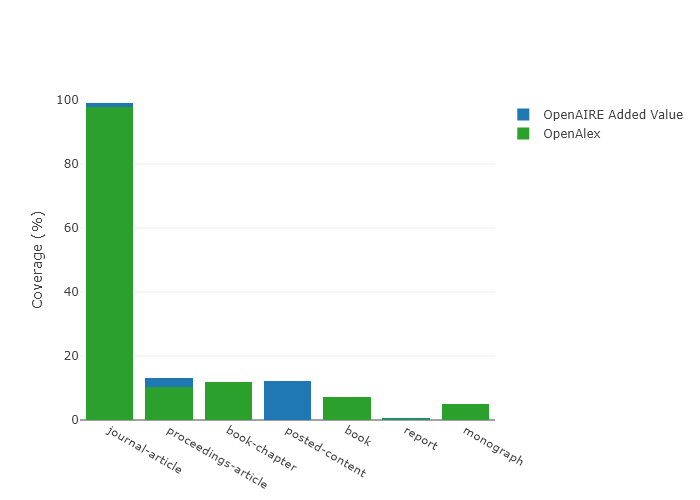 OpenAIRE Added Value
OpenAlex
Coverage (%)
100
80
60
40
20
0
journal-article
proceedings-article
book-chapter
posted-content
book
report
monograph